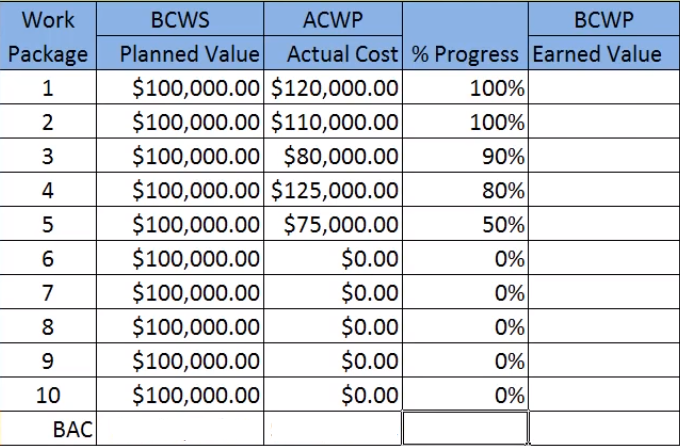 Work BCWS ACWP BCWP
Package Planned Value Actual Cost % Progress Earned Value
1 $100,000.00 $120,000.00 100%
2 $100,000.00 $110,000.00 100%
3 $100,000.00 $80,000.00 90%
4 $100,000.00 $125,000.00 80%
5 $100,000.00 $75,000.00 50%
6 $100,000.00 $0.00 0%
7 $100,000.00 $0.00 0%
8 $100,000.00 $0.00 0%
9 $100,000.00 $0.00 0%
10 $100,000.00 $0.00 0%
BAC